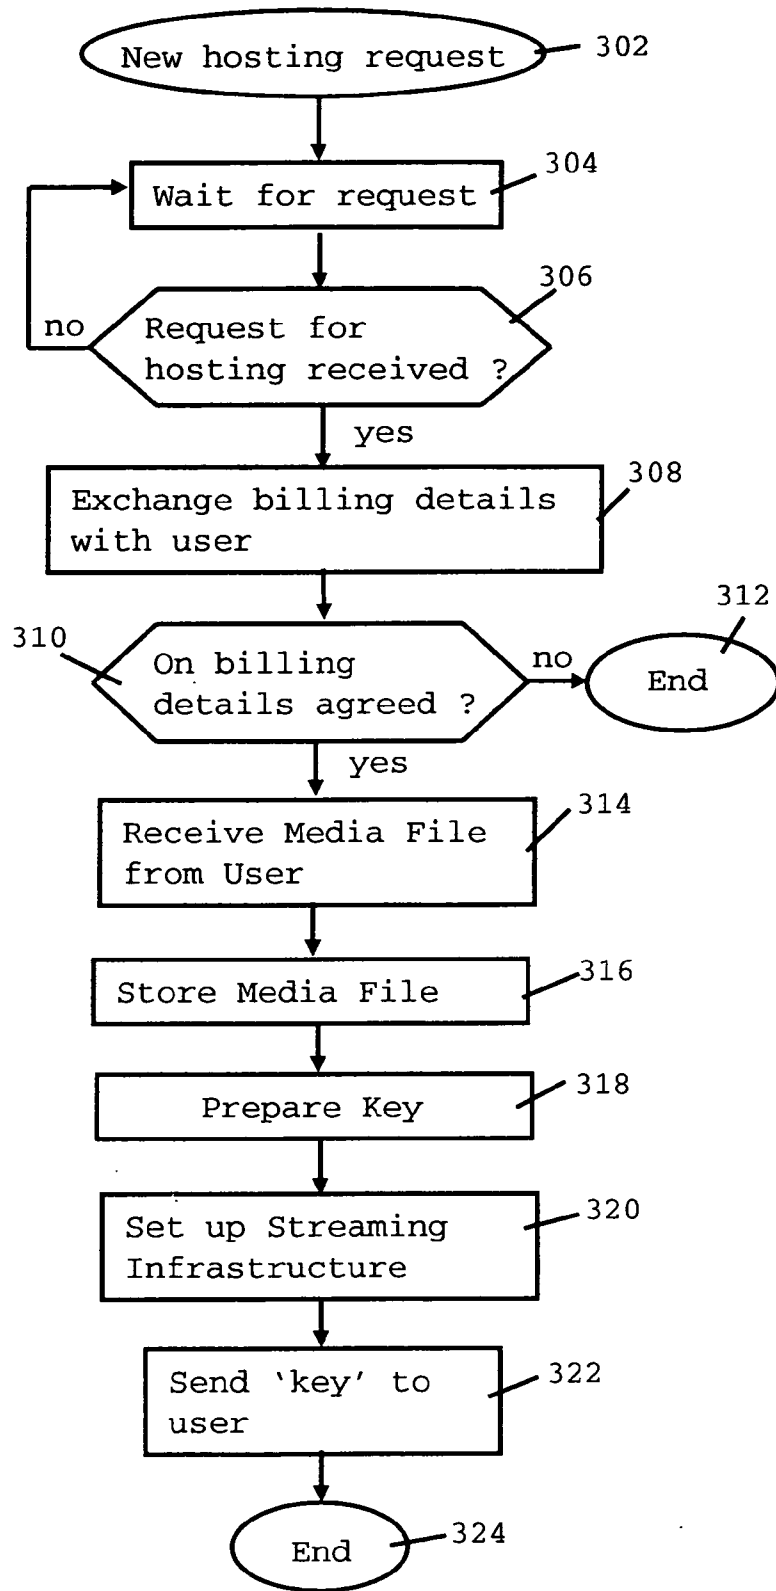 New hosting request
302
304
Wait for request
306
no
Request for
hosting received ?
yes
308
Exchange billing details
with user
312
310
On billing
details agreed ?
no
End
yes
314
Receive Media File
from User
316
Store Media File
318
Prepare Key
320
Set up Streaming
Infrastructure
322
Send ‘key’ to
user
324
End